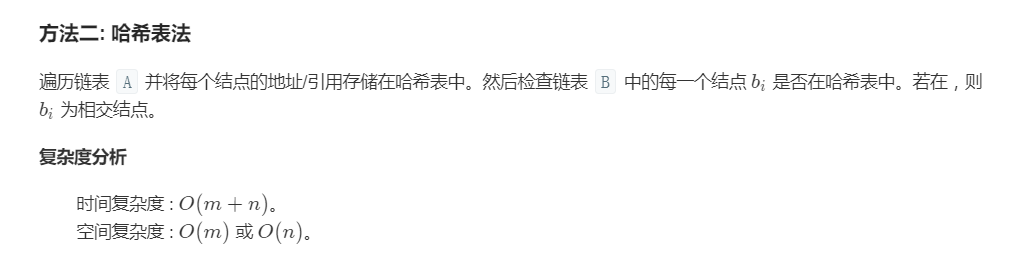 方法二: 哈希表法
遍历链表 A 并将每个结点的地址/引用存储在哈希表中。然后检查链表 B 中的每一个结点 bᵢ 是否在哈希表中。若在，则
bᵢ 为相交结点。
复杂度分析
时间复杂度 : O(m + n)。
空间复杂度 : O(m) 或 O(n)。